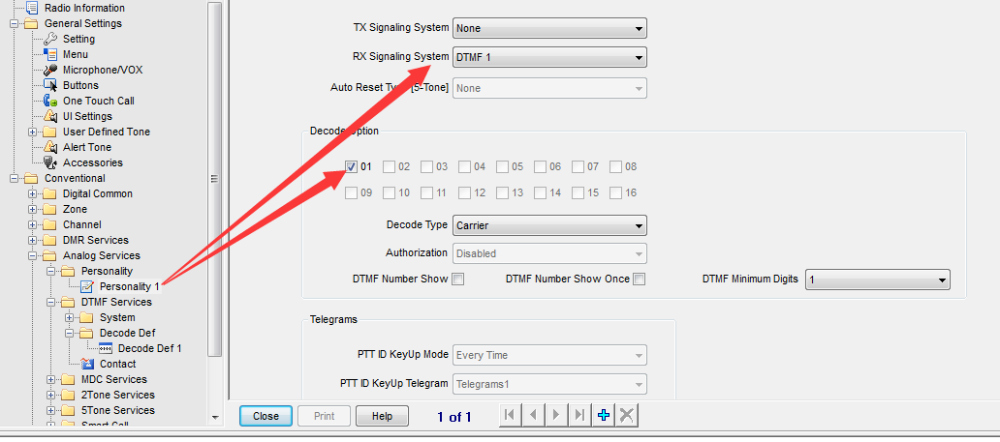 Radio Information
General Settings
Setting
Menu
Microphone/VOX
Buttons
One Touch Call
UI Settings
User Defined Tone
Alert Tone
Accessories
Conventional
Digital Common
Zone
Channel
DMR Services
Analog Services
Personality
Personality 1
DTMF Services
System
Decode Def
Decode Def 1
Contact
MDC Services
2Tone Services
5Tone Services
Smart Call
TX Signaling System None
RX Signaling System DTMF 1
Auto Reset [5-Tone] None
Decode Option
01 02 03 04 05 06 07 08
09 10 11 12 13 14 15 16
Decode Type Carrier
Authorization Disabled
DTMF Number Show DTMF Number Show Once DTMF Minimum Digits 1
Telegrams
PTT ID KeyUp Mode Every Time
PTT ID KeyUp Telegram Telegrams1
Close Print Help 1 of 1